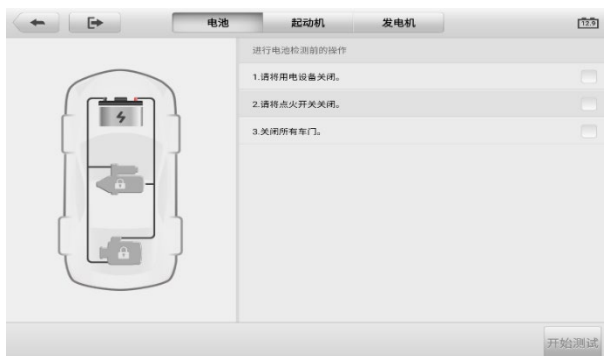 电池 起动机 发电机 12.9
进行电池检测前的操作
1.请将用电设备关闭。
2.请将点火开关关闭。
3.关闭所有车门。
开始测试